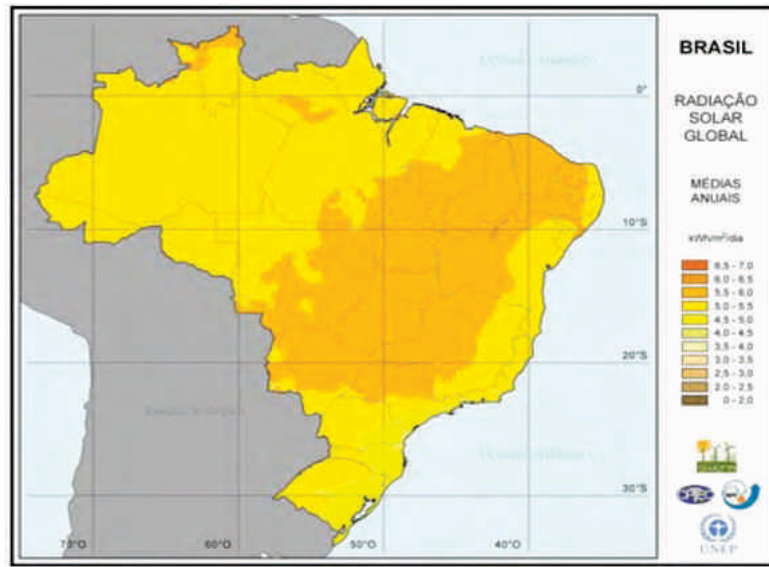 BRASIL
RADIAÇÃO
SOLAR
GLOBAL
MÉDIAS
ANUAIS
kWh/m²/dia
6,5 - 7,0
6,0 - 6,5
5,5 - 6,0
5,0 - 5,5
4,5 - 5,0
4,0 - 4,5
3,5 - 4,0
3,0 - 3,5
2,5 - 3,0
2,0 - 2,5
0 - 2,0
0°
10°S
20°S
30°S
70°O
60°O
50°O
40°O
CPTEC
UNEP